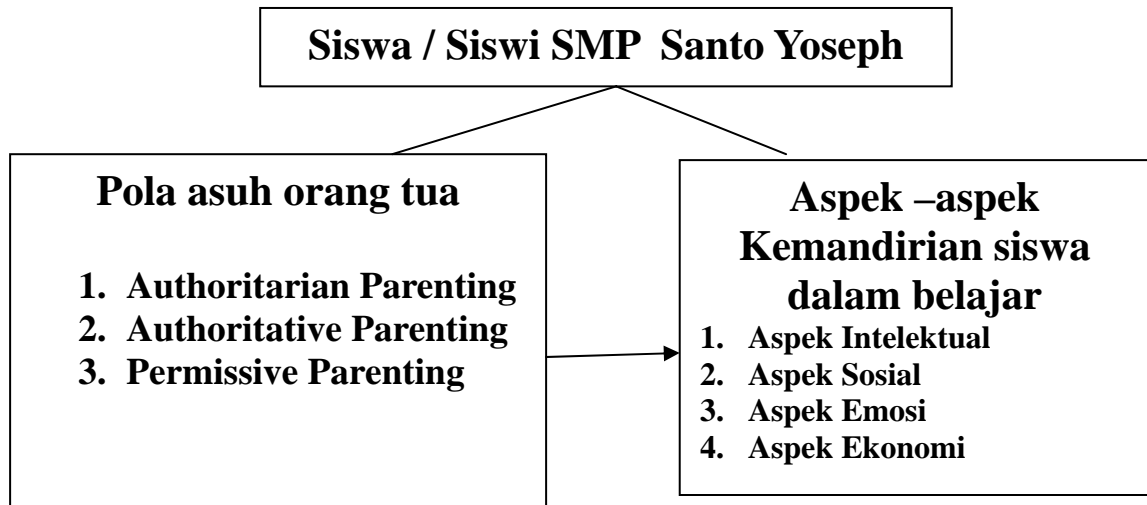 Siswa / Siswi SMP Santo Yoseph
Pola asuh orang tua
1. Authoritarian Parenting
2. Authoritative Parenting
3. Permissive Parenting
Aspek –aspek
Kemandirian siswa
dalam belajar
1. Aspek Intelektual
2. Aspek Sosial
3. Aspek Emosi
4. Aspek Ekonomi